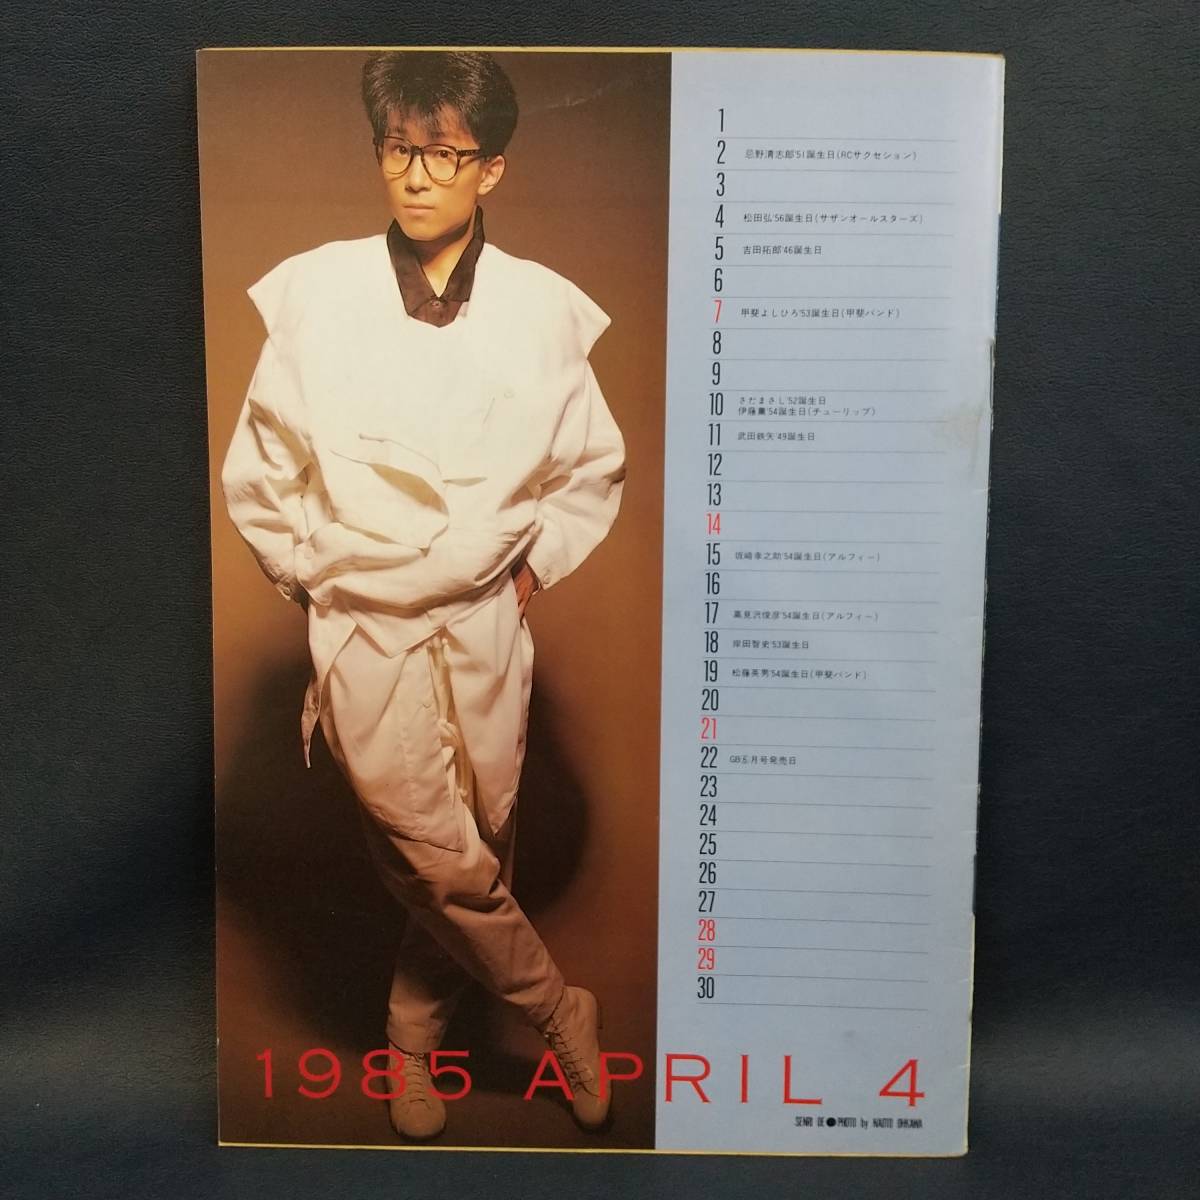 1
2 忌野清志郎'51誕生日(RCサクセション)
3
4 松田弘'56誕生日(サザンオールスターズ)
5 吉田拓郎'46誕生日
6
7 甲斐よしひろ'53誕生日(甲斐バンド)
8
9
10 さだまさし'52誕生日
伊藤薫'54誕生日(チューリップ)
11 武田鉄矢'49誕生日
12
13
14
15 坂崎幸之助'54誕生日(アルフィー)
16
17 高見沢俊彦'54誕生日(アルフィー)
18 岸田智史'53誕生日
19 松藤英男'54誕生日(甲斐バンド)
20
21
22 GB5月号発売日
23
24
25
26
27
28
29
30
1985 APRIL 4
SENRI OE●PHOTO by NAOTO OHKAWA